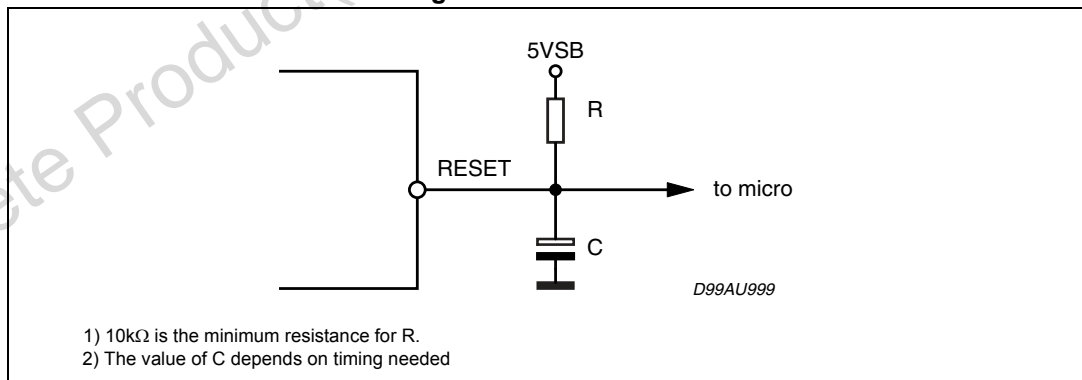 5VSB
R
RESET
to micro
C
D99AU999
1) 10kΩ is the minimum resistance for R.
2) The value of C depends on timing needed